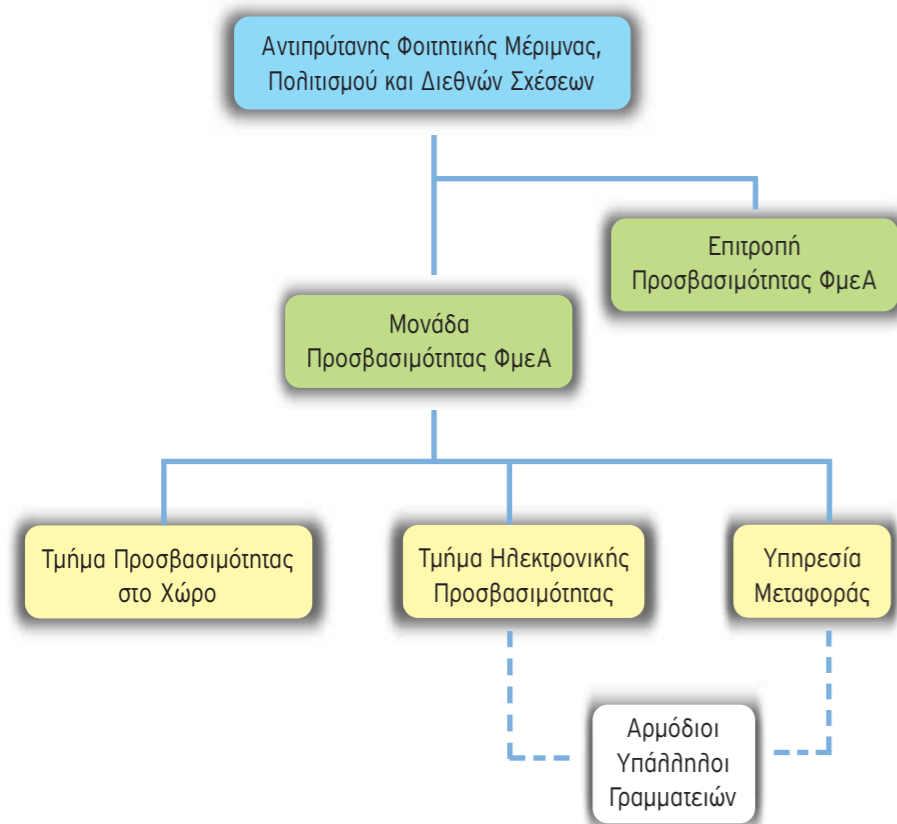 Αντιπρύτανης Φοιτητικής Μέριμνας,
Πολιτισμού και Διεθνών Σχέσεων
Επιτροπή
Προσβασιμότητας ΦμεΑ
Μονάδα
Προσβασιμότητας ΦμεΑ
Τμήμα Προσβασιμότητας
στο Χώρο
Τμήμα Ηλεκτρονικής
Προσβασιμότητας
Υπηρεσία
Μεταφοράς
Αρμόδιοι
Υπάλληλοι
Γραμματειών